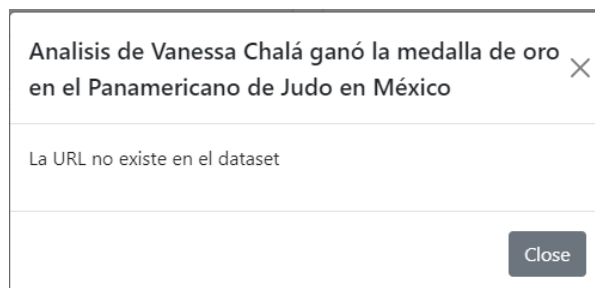 Analisis de Vanessa Chalá ganó la medalla de oro
en el Panamericano de Judo en México
La URL no existe en el dataset
Close